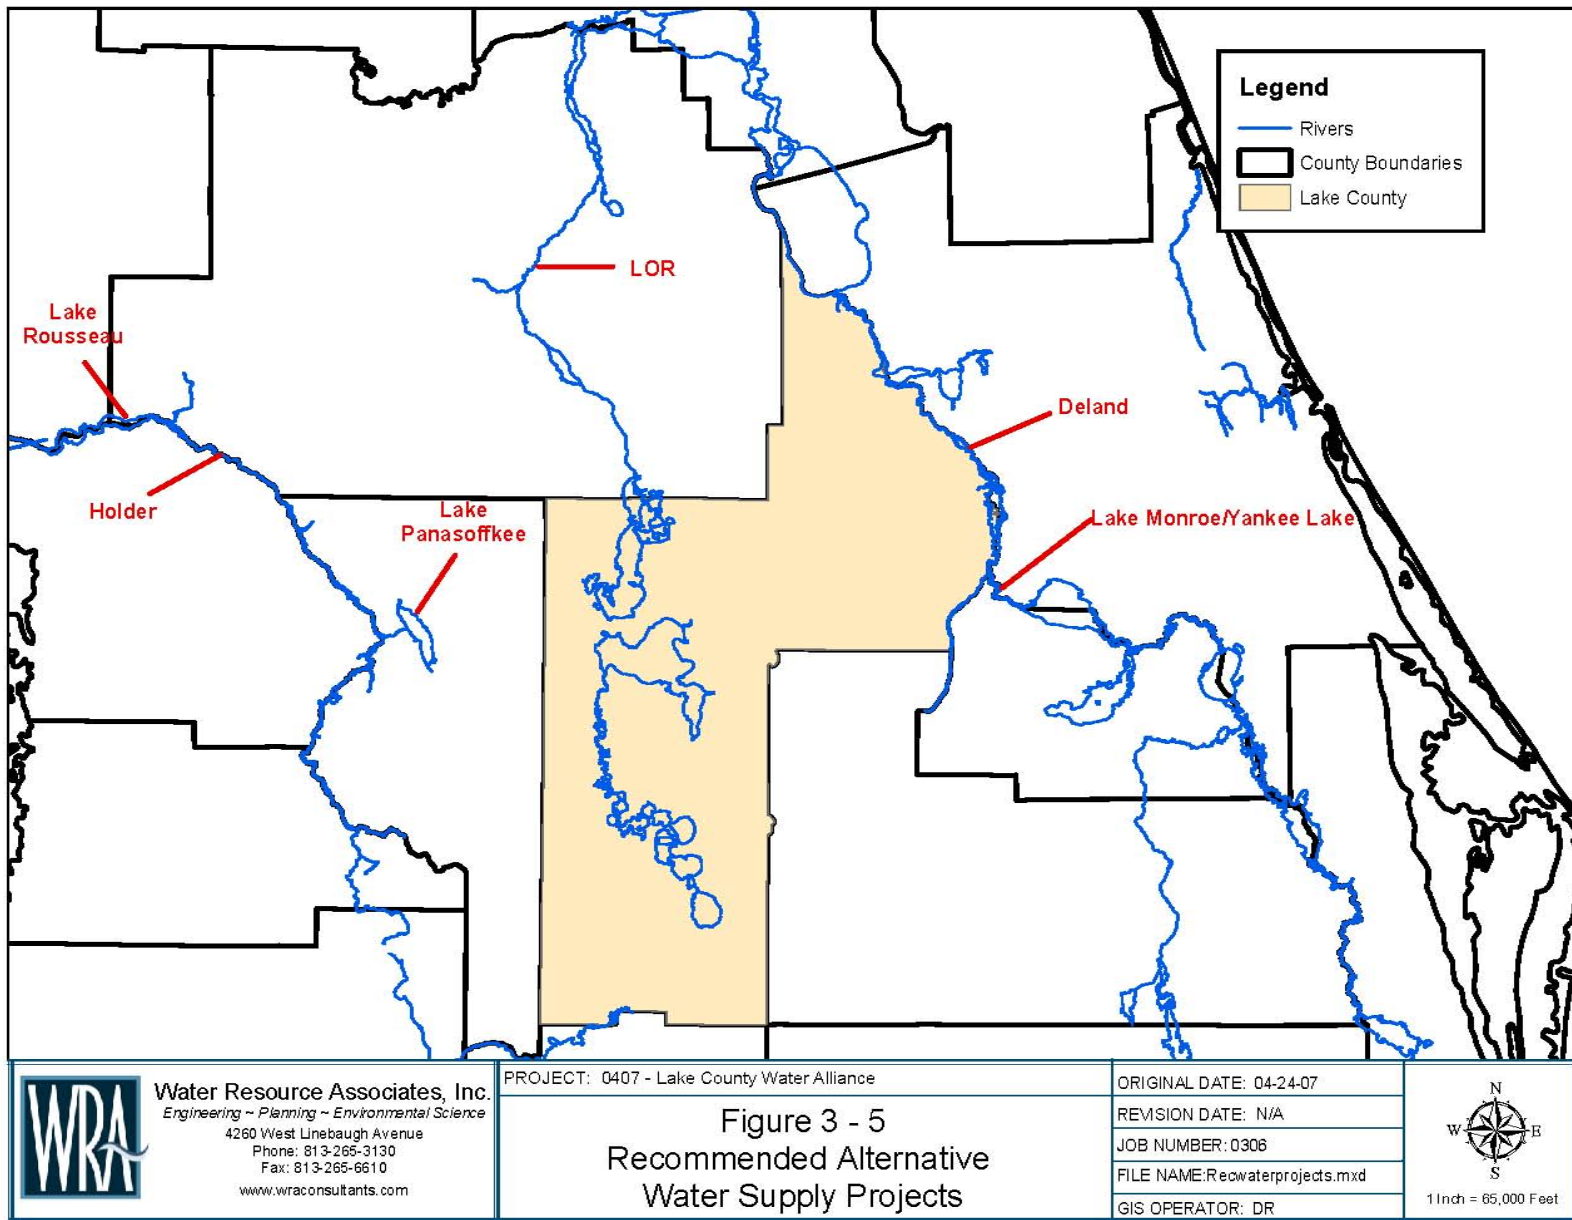 Legend
Rivers
County Boundaries
Lake County
LOR
Lake
Rousseau
Deland
Holder
Lake
Panasoffkee
Lake Monroe/Yankee Lake
WRA
Water Resource Associates, Inc.
Engineering ~ Planning ~ Environmental Science
4260 West Linebaugh Avenue
Phone: 813-265-3130
Fax: 813-265-6610
www.wraconsultants.com
PROJECT: 0407 - Lake County Water Alliance
Figure 3 - 5
Recommended Alternative
Water Supply Projects
ORIGINAL DATE: 04-24-07
REVISION DATE: N/A
JOB NUMBER: 0306
FILE NAME:Recwaterprojects.mxd
GIS OPERATOR: DR
N
W E
S
1 Inch = 65,000 Feet